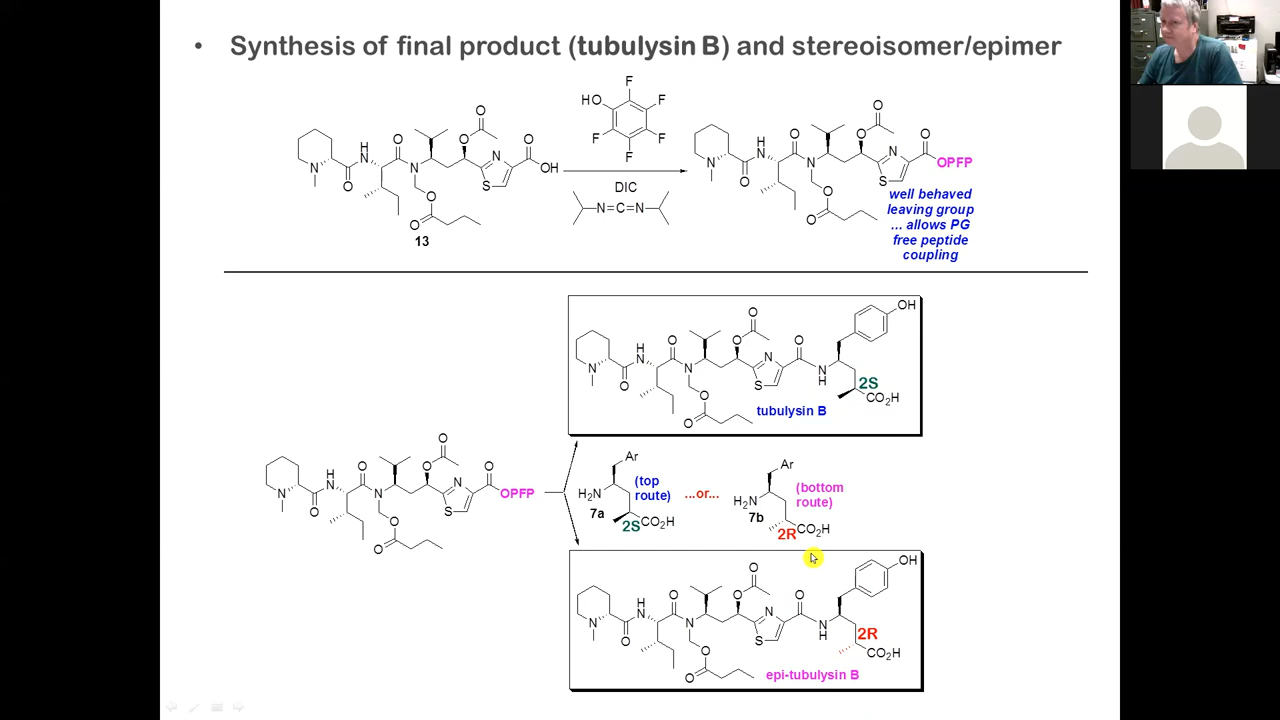 • Synthesis of final product (tubulysin B) and stereoisomer/epimer
O
O
H
N
O
O
N
N
O
OH
N
S
O
O
O
13
F
HO
F
F
F
F
DIC
N=C=N
O
O
H
N
O
O
N
N
O
OPFP
N
S
O
O
O
well behaved
leaving group
... allows PG
free peptide
coupling
OH
O
O
H
N
O
O
N
N
O
N
H
N
S
O
2S
CO₂H
O
O
tubulysin B
O
O
H
N
O
O
N
N
O
OPFP
N
S
O
O
O
Ar
H₂N
7a
2S
CO₂H
(top
route)
...or...
Ar
H₂N
7b
2R
CO₂H
(bottom
route)
OH
O
O
H
N
O
O
N
N
O
N
H
N
S
O
2R
CO₂H
O
O
epi-tubulysin B